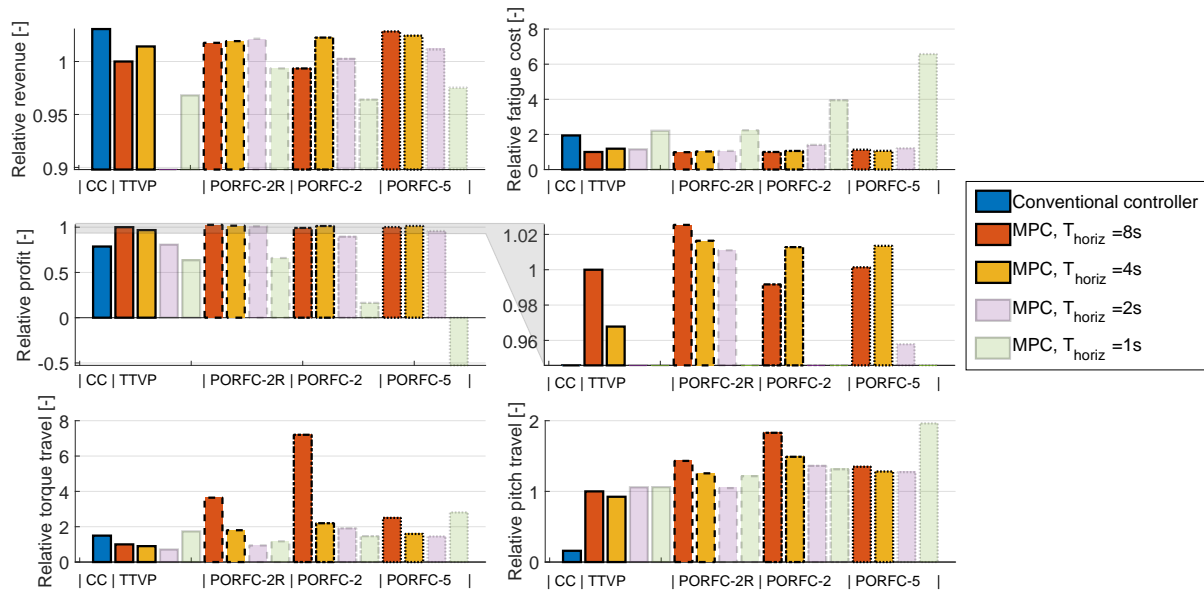 Relative revenue [-]
1
0.95
0.9
| CC | TTVP | PORFC-2R | PORFC-2 | PORFC-5 |
Relative fatigue cost [-]
8
6
4
2
0
| CC | TTVP | PORFC-2R | PORFC-2 | PORFC-5 |
Relative profit [-]
1
0.5
0
-0.5
| CC | TTVP | PORFC-2R | PORFC-2 | PORFC-5 |
1.02
1
0.98
0.96
| CC | TTVP | PORFC-2R | PORFC-2 | PORFC-5 |
Conventional controller
MPC, T_horiz =8s
MPC, T_horiz =4s
MPC, T_horiz =2s
MPC, T_horiz =1s
Relative torque travel [-]
8
6
4
2
0
| CC | TTVP | PORFC-2R | PORFC-2 | PORFC-5 |
Relative pitch travel [-]
2
1
0
| CC | TTVP | PORFC-2R | PORFC-2 | PORFC-5 |